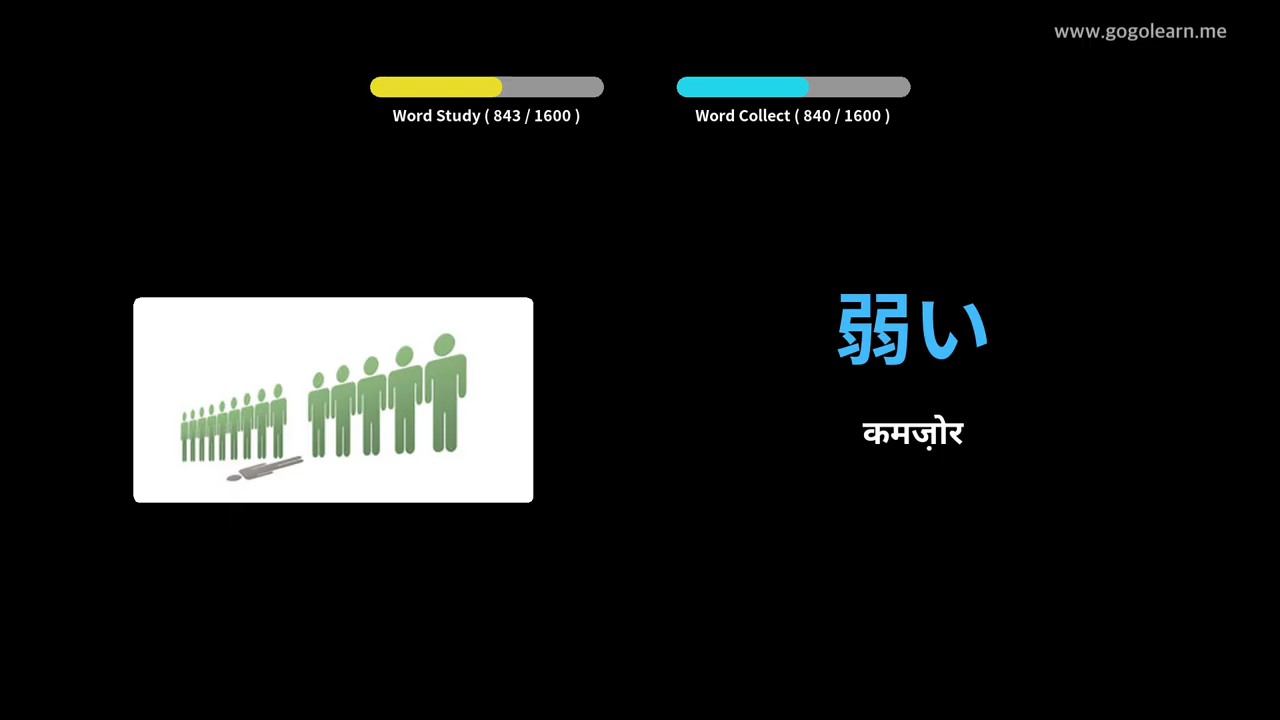 www.gogolearn.me
Word Study ( 843 / 1600 )
Word Collect ( 840 / 1600 )
弱い
कमज़ोर